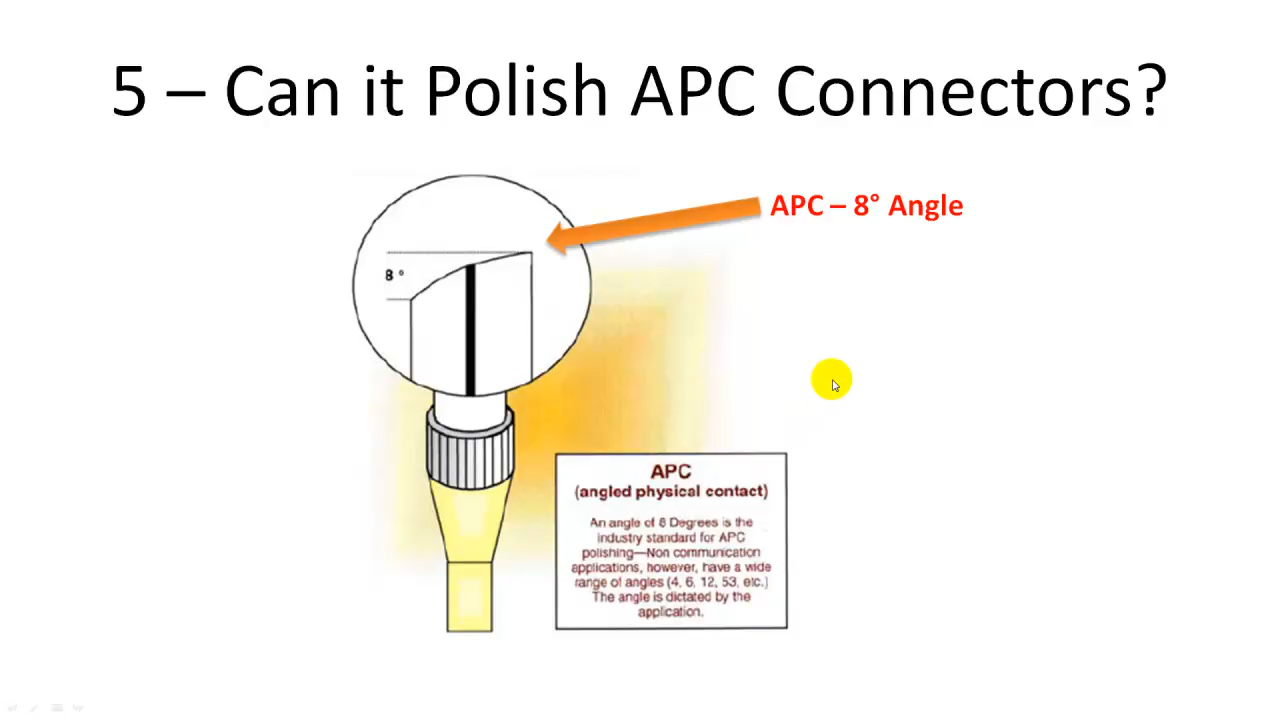 5 – Can it Polish APC Connectors?
APC – 8° Angle
8 °
APC
(angled physical contact)
An angle of 8 Degrees is the
industry standard for APC
polishing—Non communication
applications, however, have a wide
range of angles (4, 6, 12, 53, etc.)
The angle is dictated by the
application.